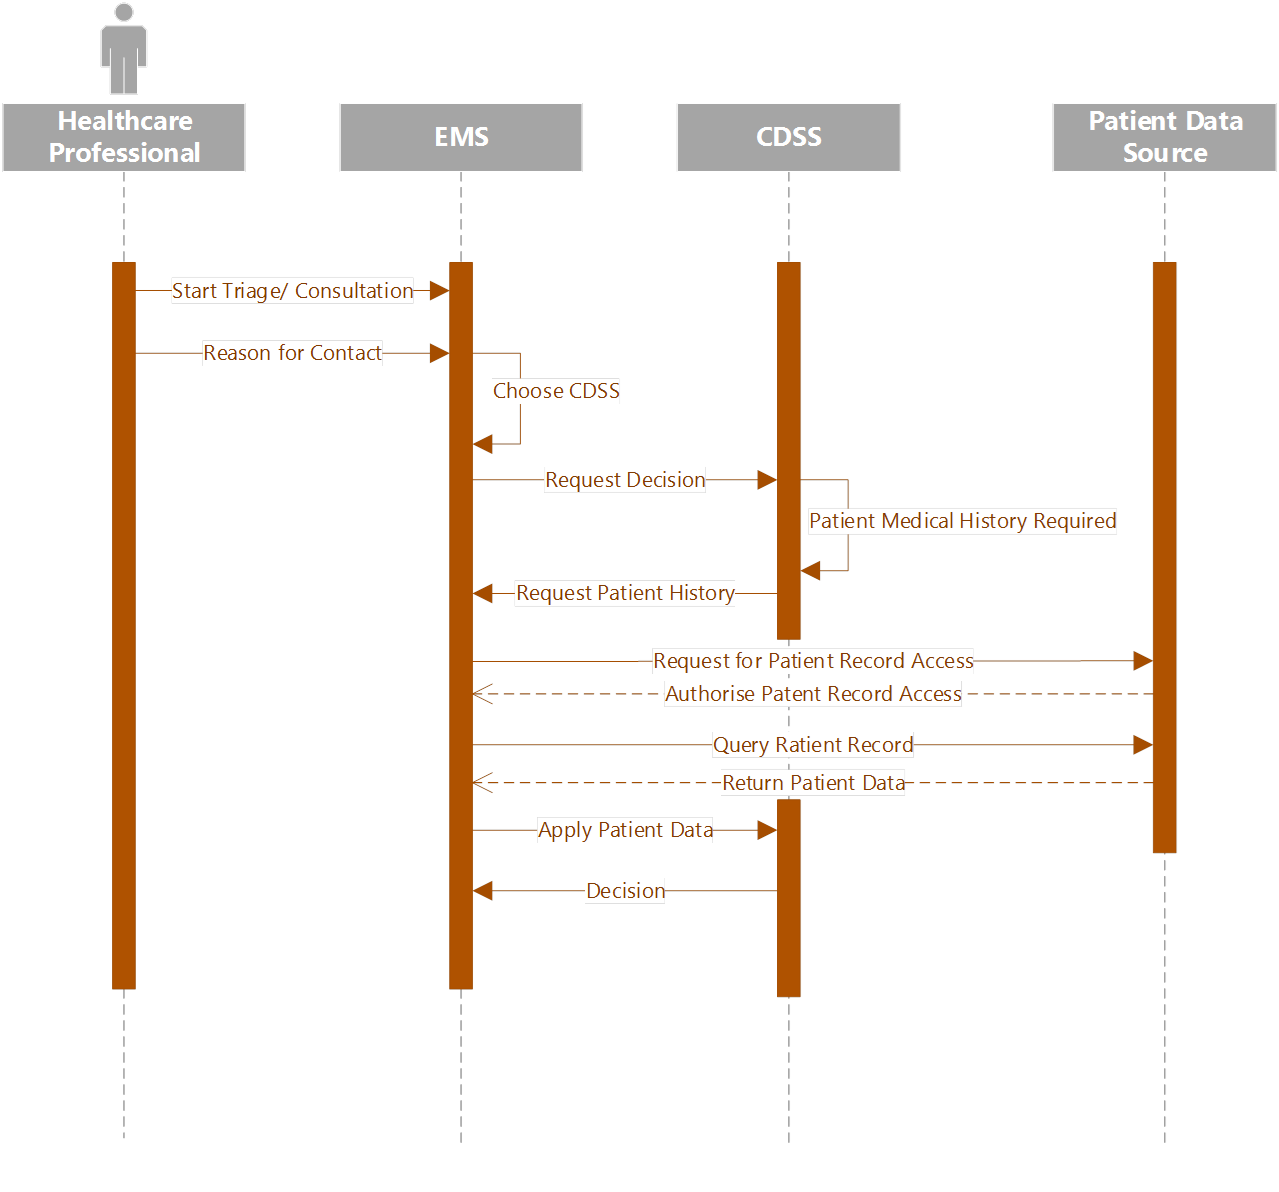 Healthcare
Professional
EMS
CDSS
Patient Data
Source
Start Triage/ Consultation
Reason for Contact
Choose CDSS
Request Decision
Patient Medical History Required
Request Patient History
Request for Patient Record Access
Authorise Patent Record Access
Query Ratient Record
Return Patient Data
Apply Patient Data
Decision